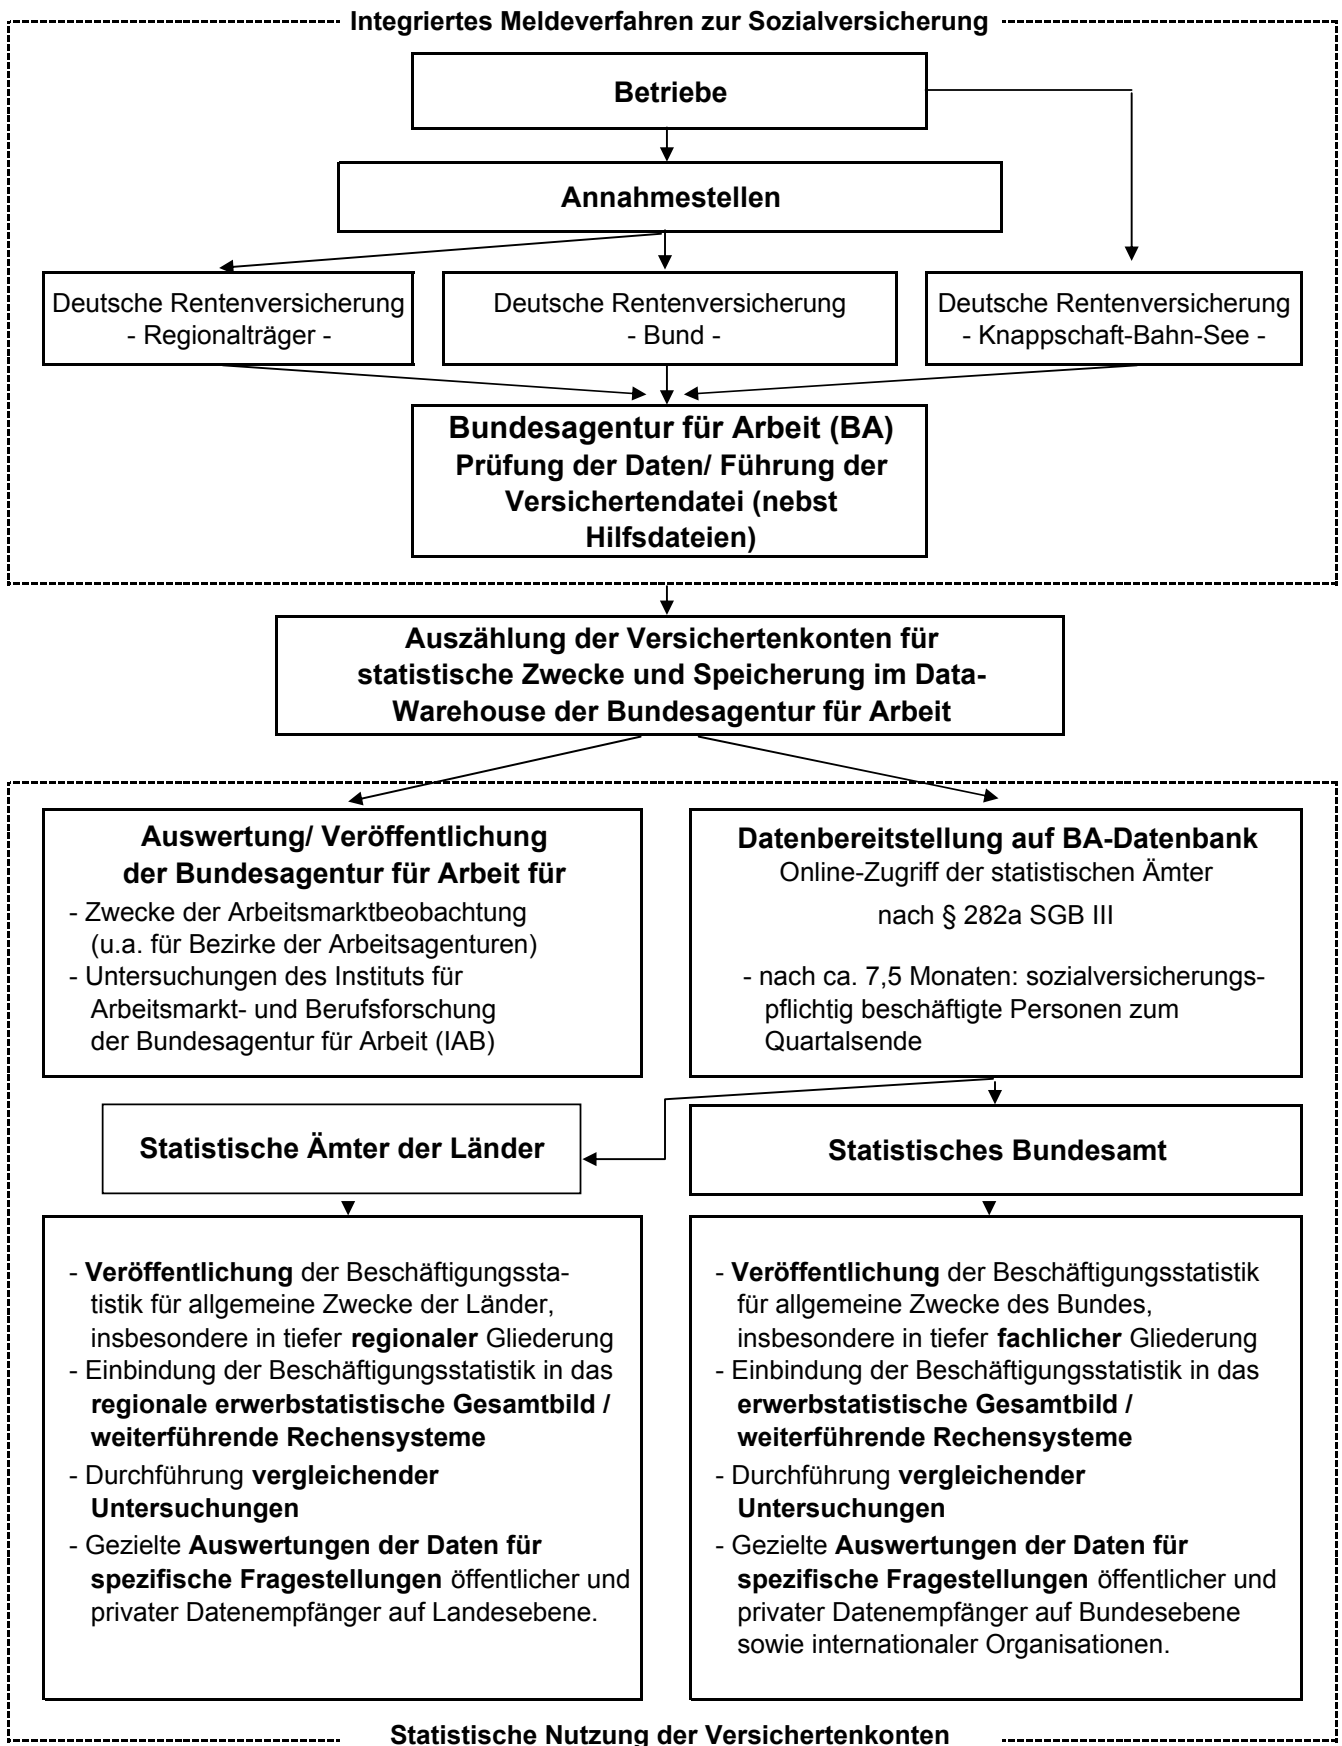 Integriertes Meldeverfahren zur Sozialversicherung
Betriebe
Annahmestellen
Deutsche Rentenversicherung
- Regionalträger -
Deutsche Rentenversicherung
- Bund -
Deutsche Rentenversicherung
- Knappschaft-Bahn-See -
Bundesagentur für Arbeit (BA)
Prüfung der Daten/ Führung der
Versichertendatei (nebst
Hilfsdateien)
Auszählung der Versichertenkonten für
statistische Zwecke und Speicherung im Data-
Warehouse der Bundesagentur für Arbeit
Auswertung/ Veröffentlichung
der Bundesagentur für Arbeit für
- Zwecke der Arbeitsmarktbeobachtung
(u.a. für Bezirke der Arbeitsagenturen)
- Untersuchungen des Instituts für
Arbeitsmarkt- und Berufsforschung
der Bundesagentur für Arbeit (IAB)
Datenbereitstellung auf BA-Datenbank
Online-Zugriff der statistischen Ämter
nach § 282a SGB III
- nach ca. 7,5 Monaten: sozialversicherungs-
pflichtig beschäftigte Personen zum
Quartalsende
Statistische Ämter der Länder
Statistisches Bundesamt
- Veröffentlichung der Beschäftigungssta-
tistik für allgemeine Zwecke der Länder,
insbesondere in tiefer regionaler Gliederung
- Einbindung der Beschäftigungsstatistik in das
regionale erwerbstatistische Gesamtbild /
weiterführende Rechensysteme
- Durchführung vergleichender
Untersuchungen
- Gezielte Auswertungen der Daten für
spezifische Fragestellungen öffentlicher und
privater Datenempfänger auf Landesebene.
- Veröffentlichung der Beschäftigungsstatistik
für allgemeine Zwecke des Bundes,
insbesondere in tiefer fachlicher Gliederung
- Einbindung der Beschäftigungsstatistik in das
erwerbstatistische Gesamtbild /
weiterführende Rechensysteme
- Durchführung vergleichender
Untersuchungen
- Gezielte Auswertungen der Daten für
spezifische Fragestellungen öffentlicher und
privater Datenempfänger auf Bundesebene
sowie internationaler Organisationen.
Statistische Nutzung der Versichertenkonten